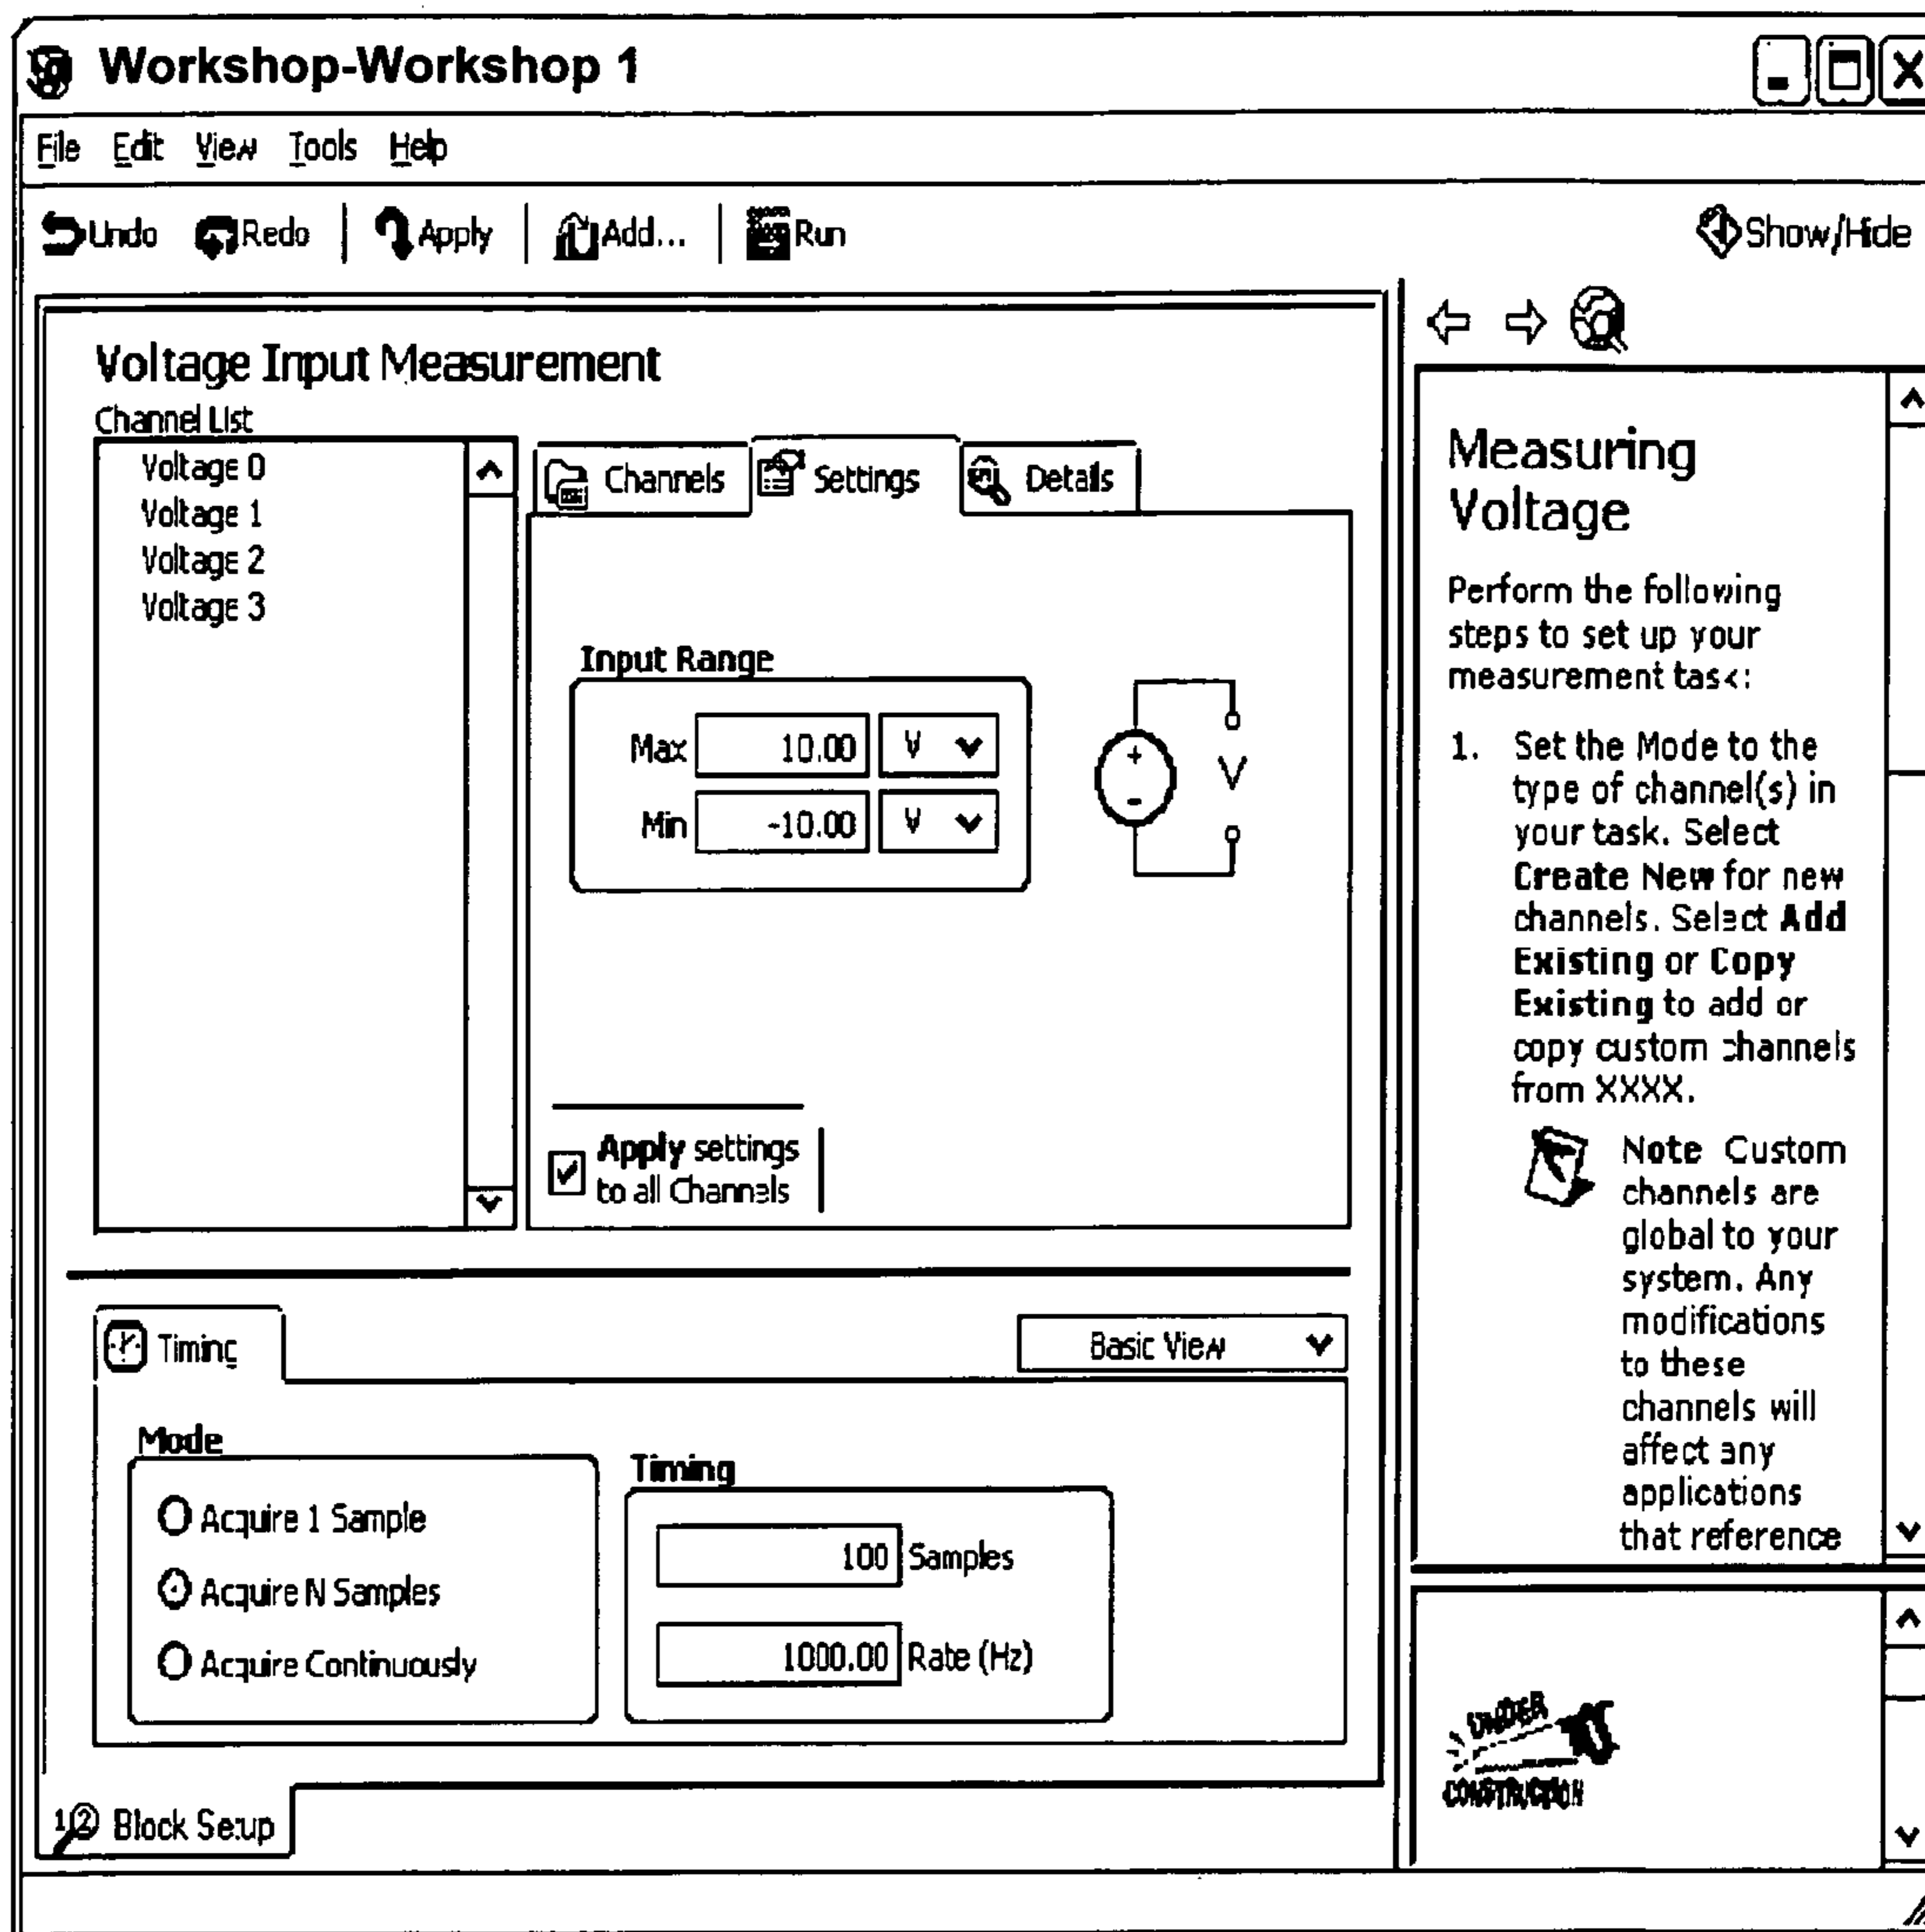 Workshop-Workshop 1
File Edit View Tools Help
Undo Redo Apply Add... Run Show/Hide
Voltage Input Measurement
Channel List
Voltage 0
Voltage 1
Voltage 2
Voltage 3
Channels Settings Details
Input Range
Max 10.00 V
Min -10.00 V
+
-
V
Apply settings
to all Channels
Timing
Basic View
Mode
Acquire 1 Sample
Acquire N Samples
Acquire Continuously
Timing
100 Samples
1000.00 Rate (Hz)
12 Block Setup
Measuring
Voltage
Perform the following
steps to set up your
measurement task:
1. Set the Mode to the
type of channel(s) in
your task. Select
Create New for new
channels. Select Add
Existing or Copy
Existing to add or
copy custom channels
from XXXX.
Note Custom
channels are
global to your
system. Any
modifications
to these
channels will
affect any
applications
that reference
UNDER
CONSTRUCTION